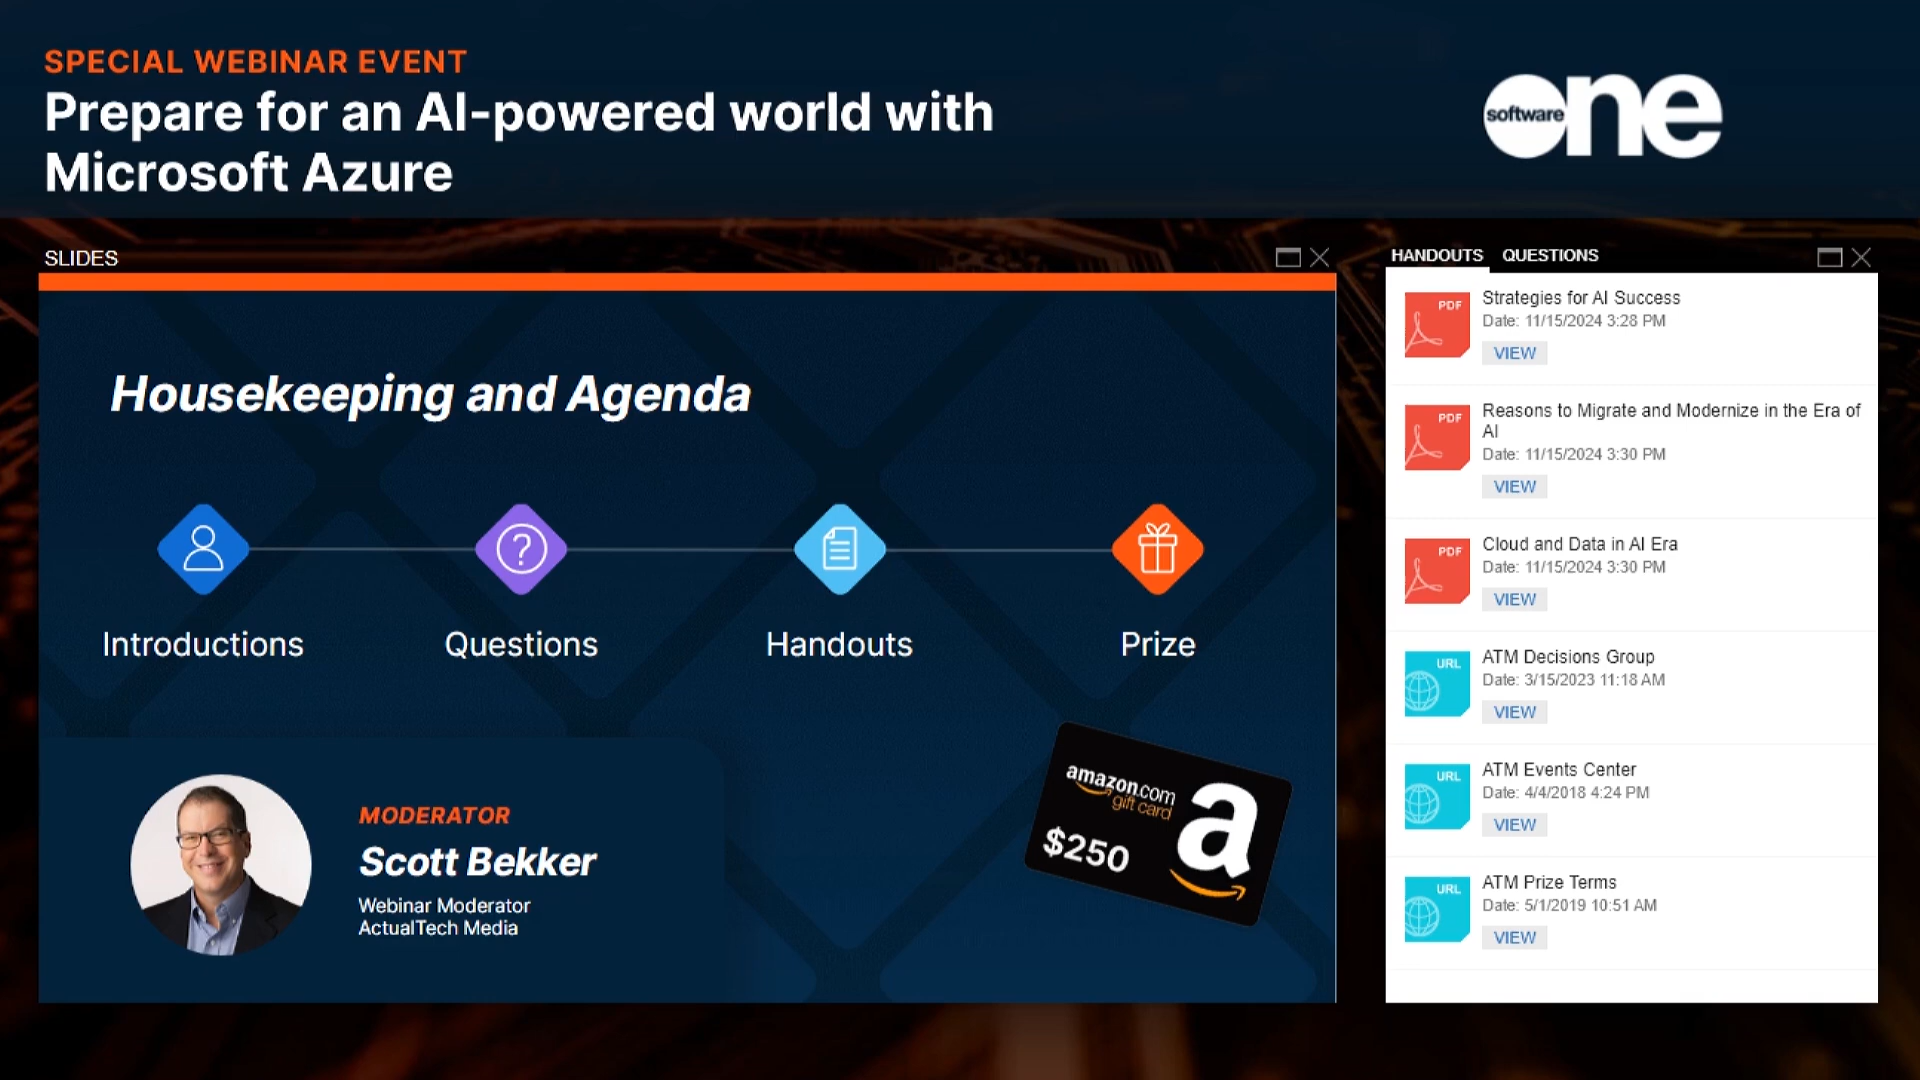 SPECIAL WEBINAR EVENT
Prepare for an AI-powered world with
Microsoft Azure
software
one
SLIDES
Housekeeping and Agenda
Introductions
Questions
Handouts
Prize
MODERATOR
Scott Bekker
Webinar Moderator
ActualTech Media
amazon.com
gift card
$250
a
HANDOUTS QUESTIONS
PDF
Strategies for AI Success
Date: 11/15/2024 3:28 PM
VIEW
PDF
Reasons to Migrate and Modernize in the Era of
AI
Date: 11/15/2024 3:30 PM
VIEW
PDF
Cloud and Data in AI Era
Date: 11/15/2024 3:30 PM
VIEW
URL
ATM Decisions Group
Date: 3/15/2023 11:18 AM
VIEW
URL
ATM Events Center
Date: 4/4/2018 4:24 PM
VIEW
URL
ATM Prize Terms
Date: 5/1/2019 10:51 AM
VIEW